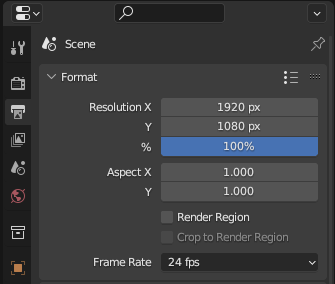 Scene
Format
Resolution X 1920 px
Y 1080 px
% 100%
Aspect X 1.000
Y 1.000
Render Region
Crop to Render Region
Frame Rate 24 fps